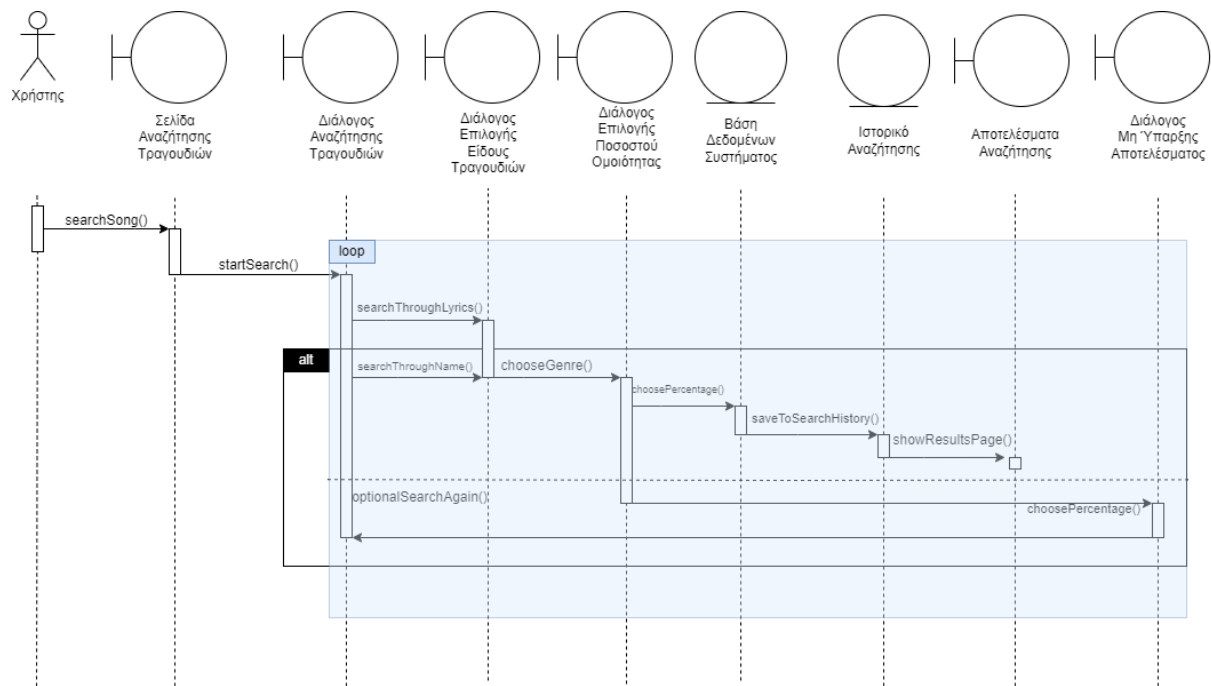 Χρήστης
Σελίδα
Αναζήτησης
Τραγουδιών
Διάλογος
Αναζήτησης
Τραγουδιών
Διάλογος
Επιλογής
Είδους
Τραγουδιών
Διάλογος
Επιλογής
Ποσοστού
Ομοιότητας
Βάση
Δεδομένων
Συστήματος
Ιστορικό
Αναζήτησης
Αποτελέσματα
Αναζήτησης
Διάλογος
Μη Ύπαρξης
Αποτελέσματος
searchSong()
loop
startSearch()
searchThroughLyrics()
alt
searchThroughName()
chooseGenre()
choosePercentage()
saveToSearchHistory()
showResultsPage()
optionalSearchAgain()
choosePercentage()